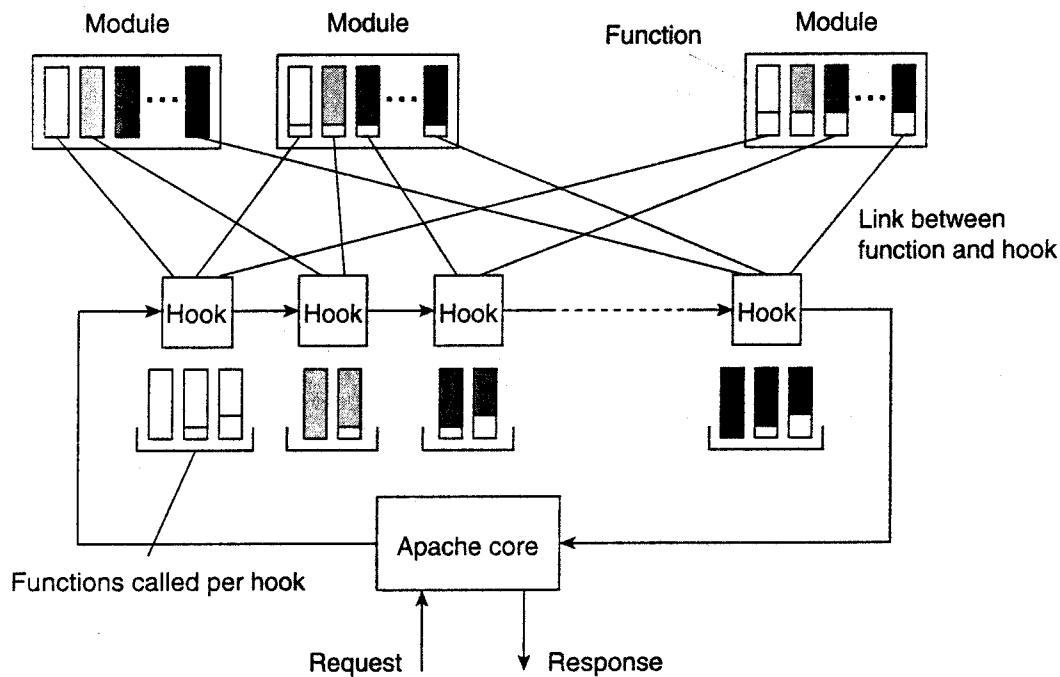 Module
Module
Function
Module
Link between
function and hook
Hook
Hook
Hook
Hook
Apache core
Functions called per hook
Request
Response